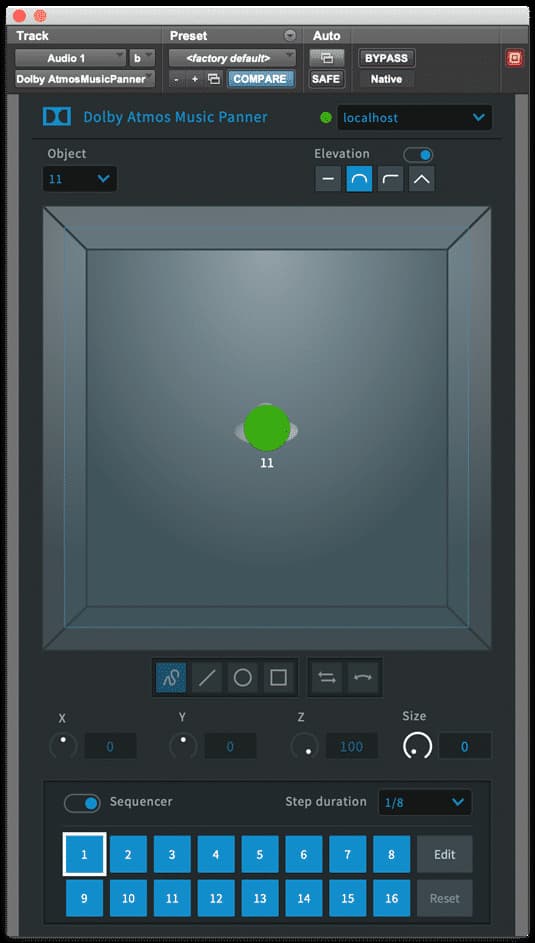 Track Preset Auto
Audio 1 b <factory default> BYPASS
Dolby AtmosMusicPanner - + COMPARE SAFE Native
Dolby Atmos Music Panner localhost
Object Elevation
11
11
X Y Z Size
0 0 100 0
Sequencer Step duration 1/8
1 2 3 4 5 6 7 8 Edit
9 10 11 12 13 14 15 16 Reset